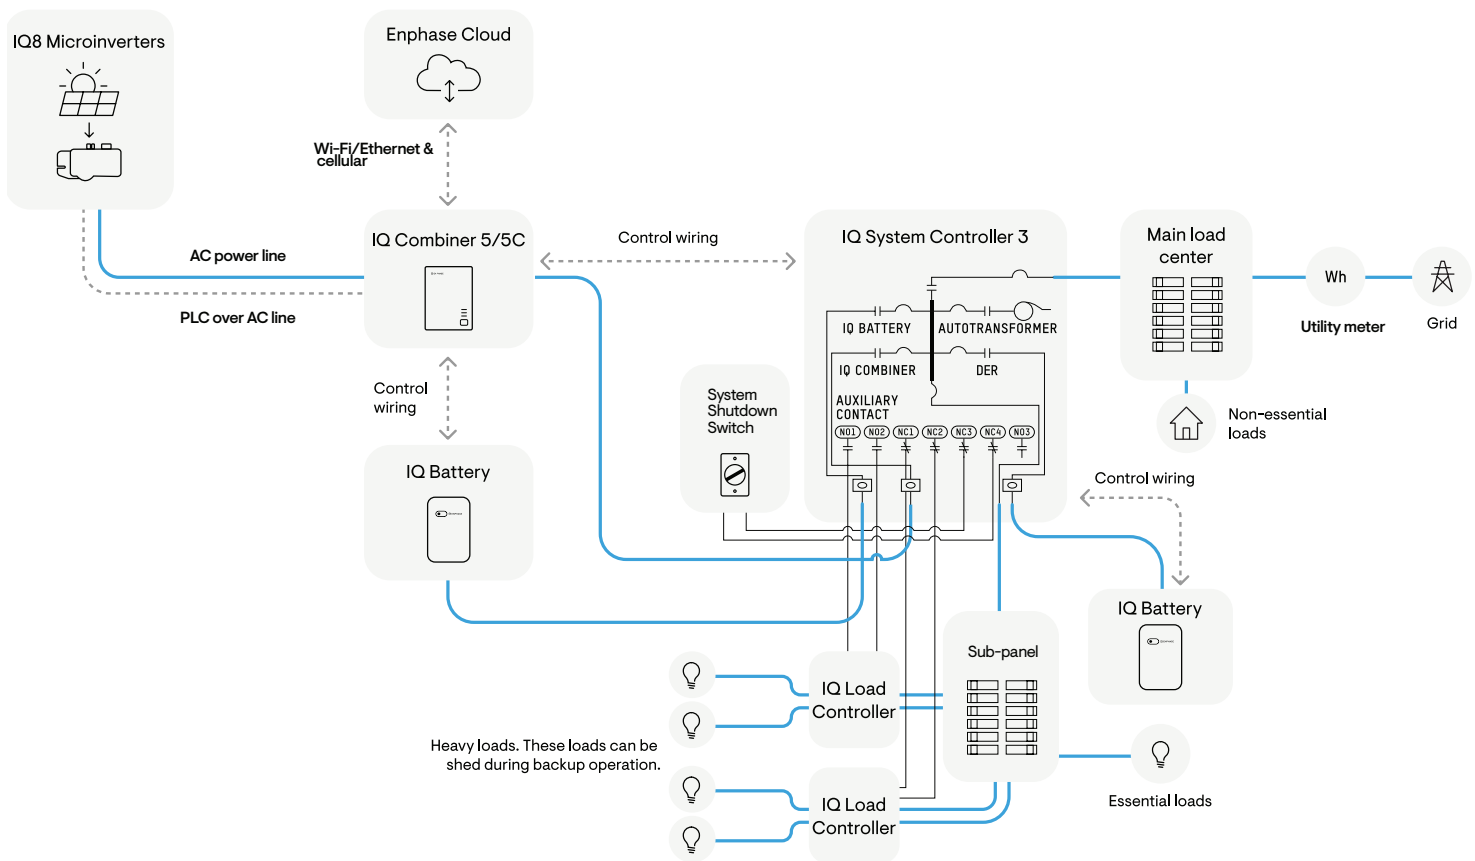 IQ8 Microinverters
Enphase Cloud
Wi-Fi/Ethernet &
cellular
AC power line
PLC over AC line
IQ Combiner 5/5C
Control wiring
IQ System Controller 3
IQ BATTERY
AUTOTRANSFORMER
IQ COMBINER
DER
AUXILIARY
CONTACT
NO1 NO2 NC1 NC2 NC3 NC4 NO3
Main load
center
Wh
Utility meter
Grid
Non-essential
loads
Control
wiring
System
Shutdown
Switch
IQ Battery
Control wiring
IQ Battery
Sub-panel
IQ Load
Controller
Heavy loads. These loads can be
shed during backup operation.
IQ Load
Controller
Essential loads